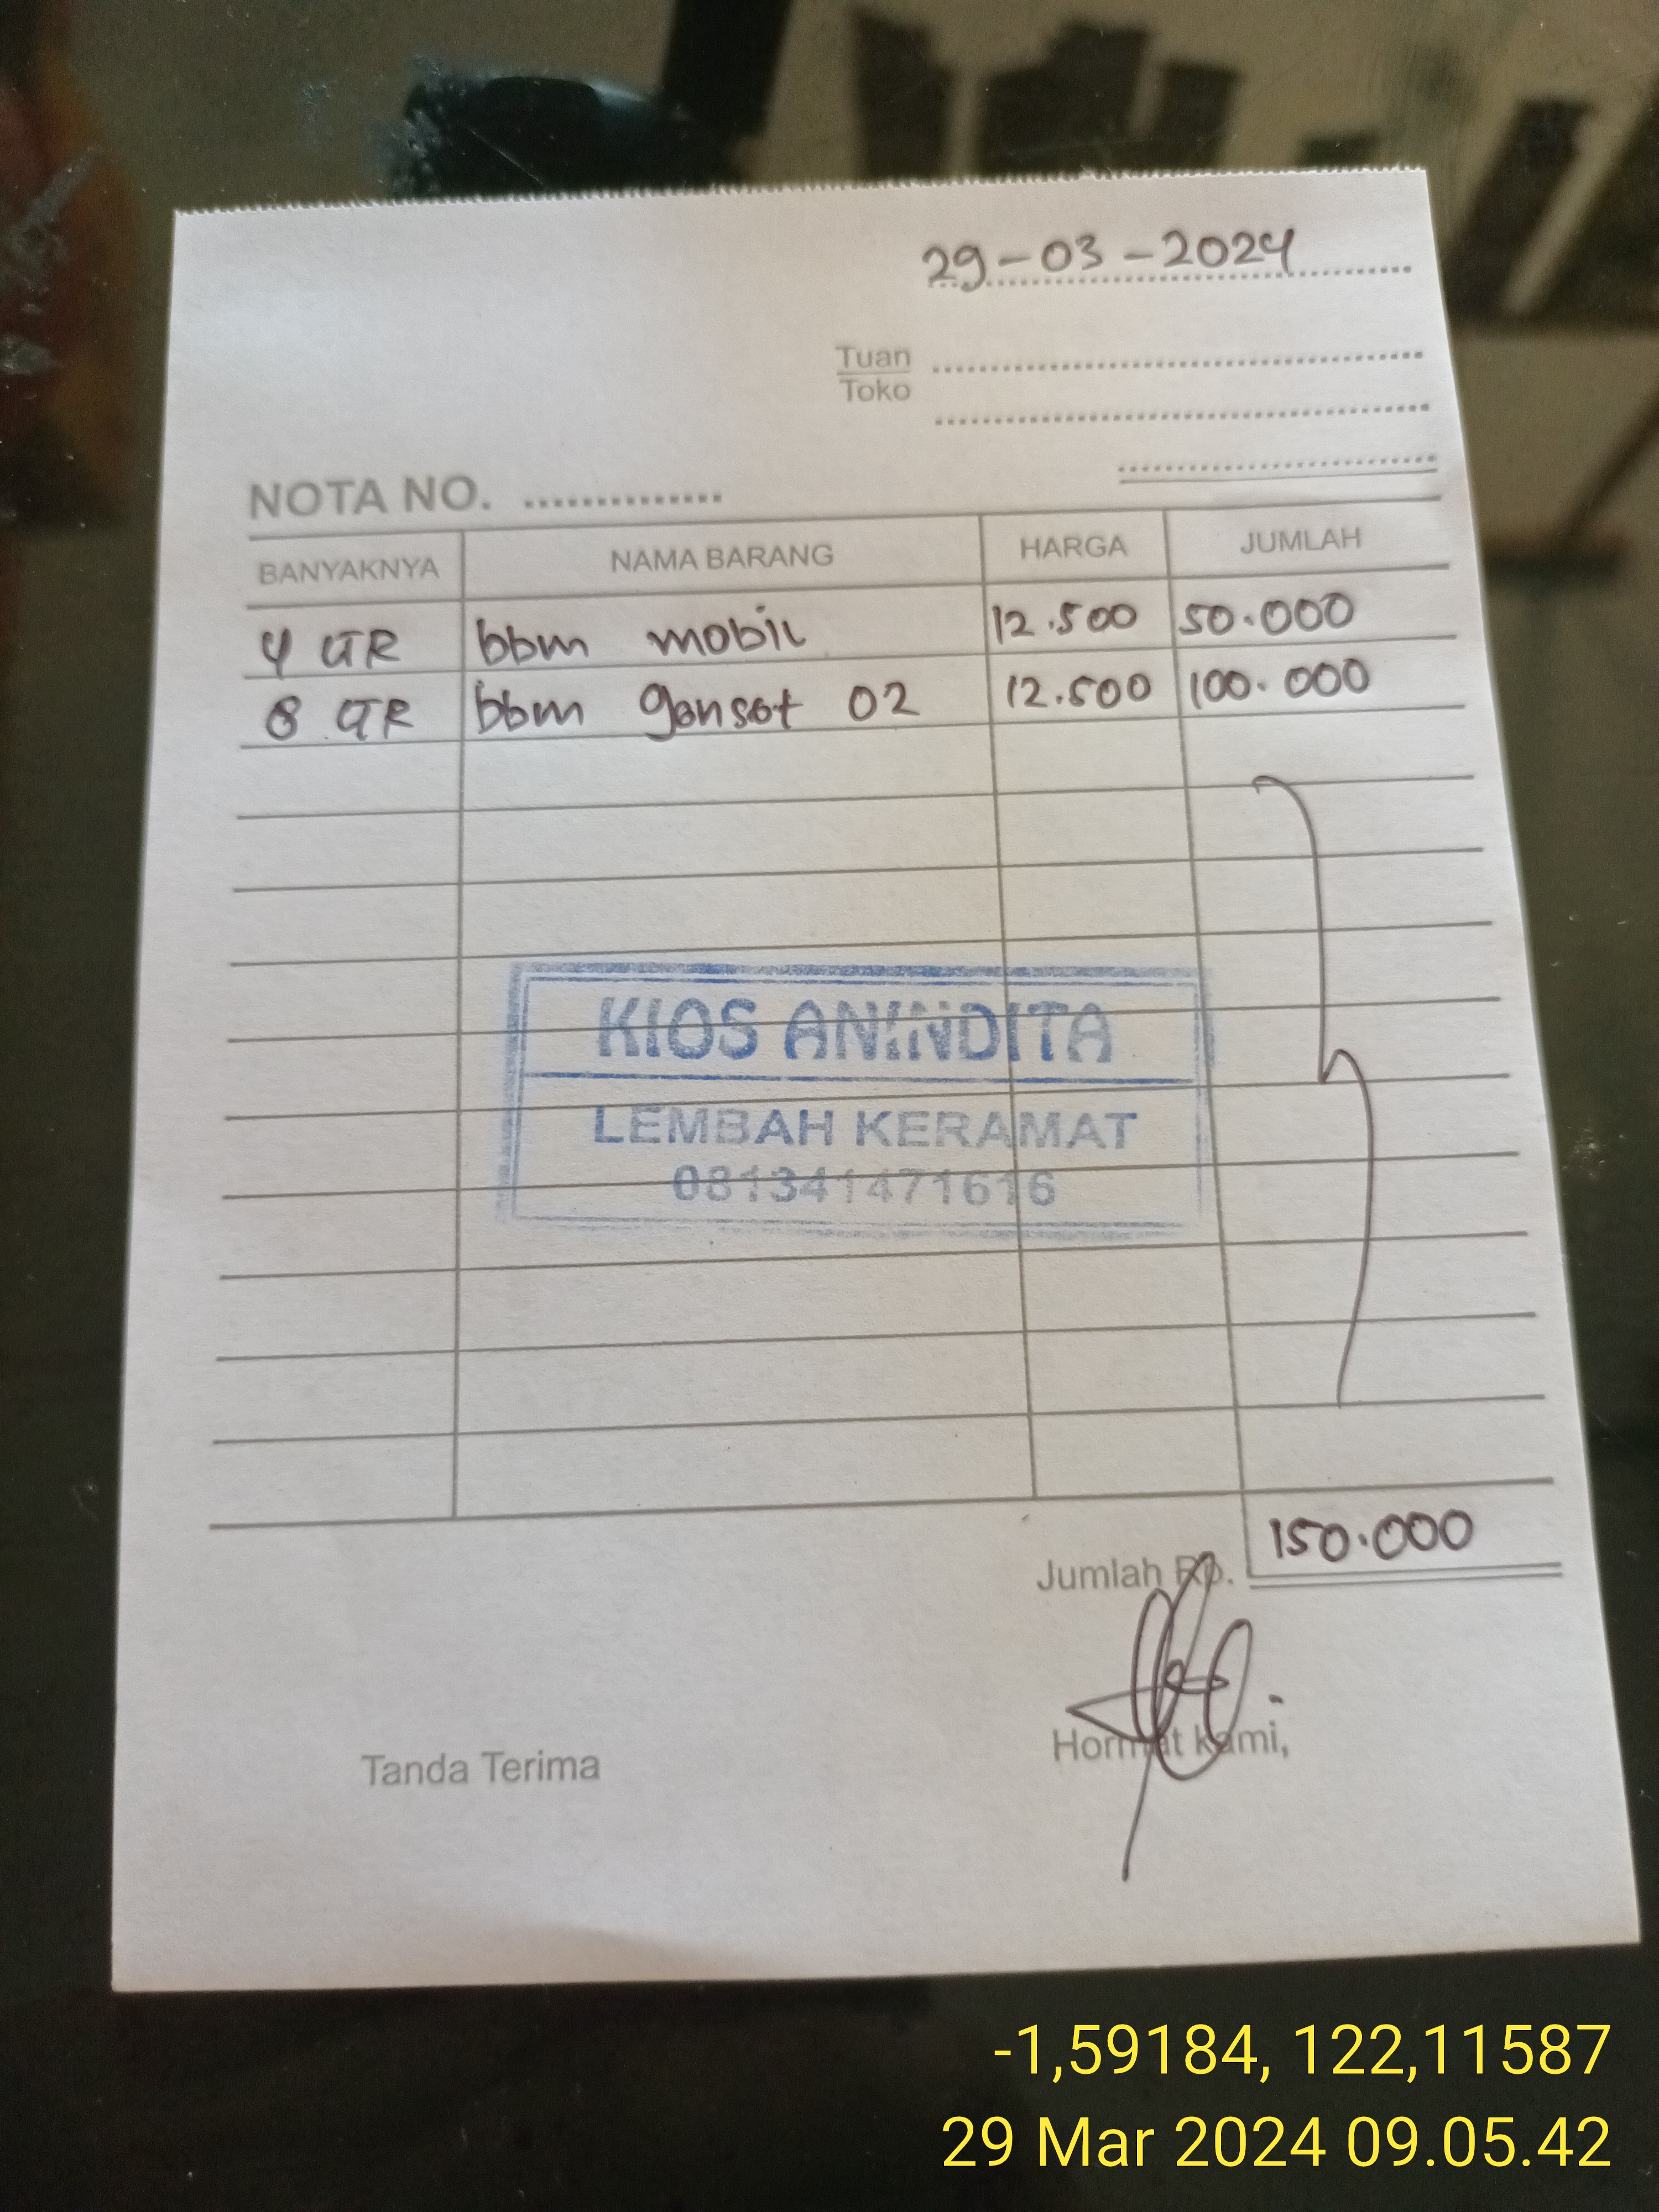 29-03-2024
Tuan
Toko
NOTA NO.
BANYAKNYA NAMA BARANG HARGA JUMLAH
4 LTR bbm mobil 12.500 50.000
8 LTR bbm genset 02 12.500 100.000
KIOS ANINDITA
LEMBAH KERAMAT
081341471616
Jumlah Rp. 150.000
Tanda Terima Hormat kami,
-1,59184, 122,11587
29 Mar 2024 09.05.42